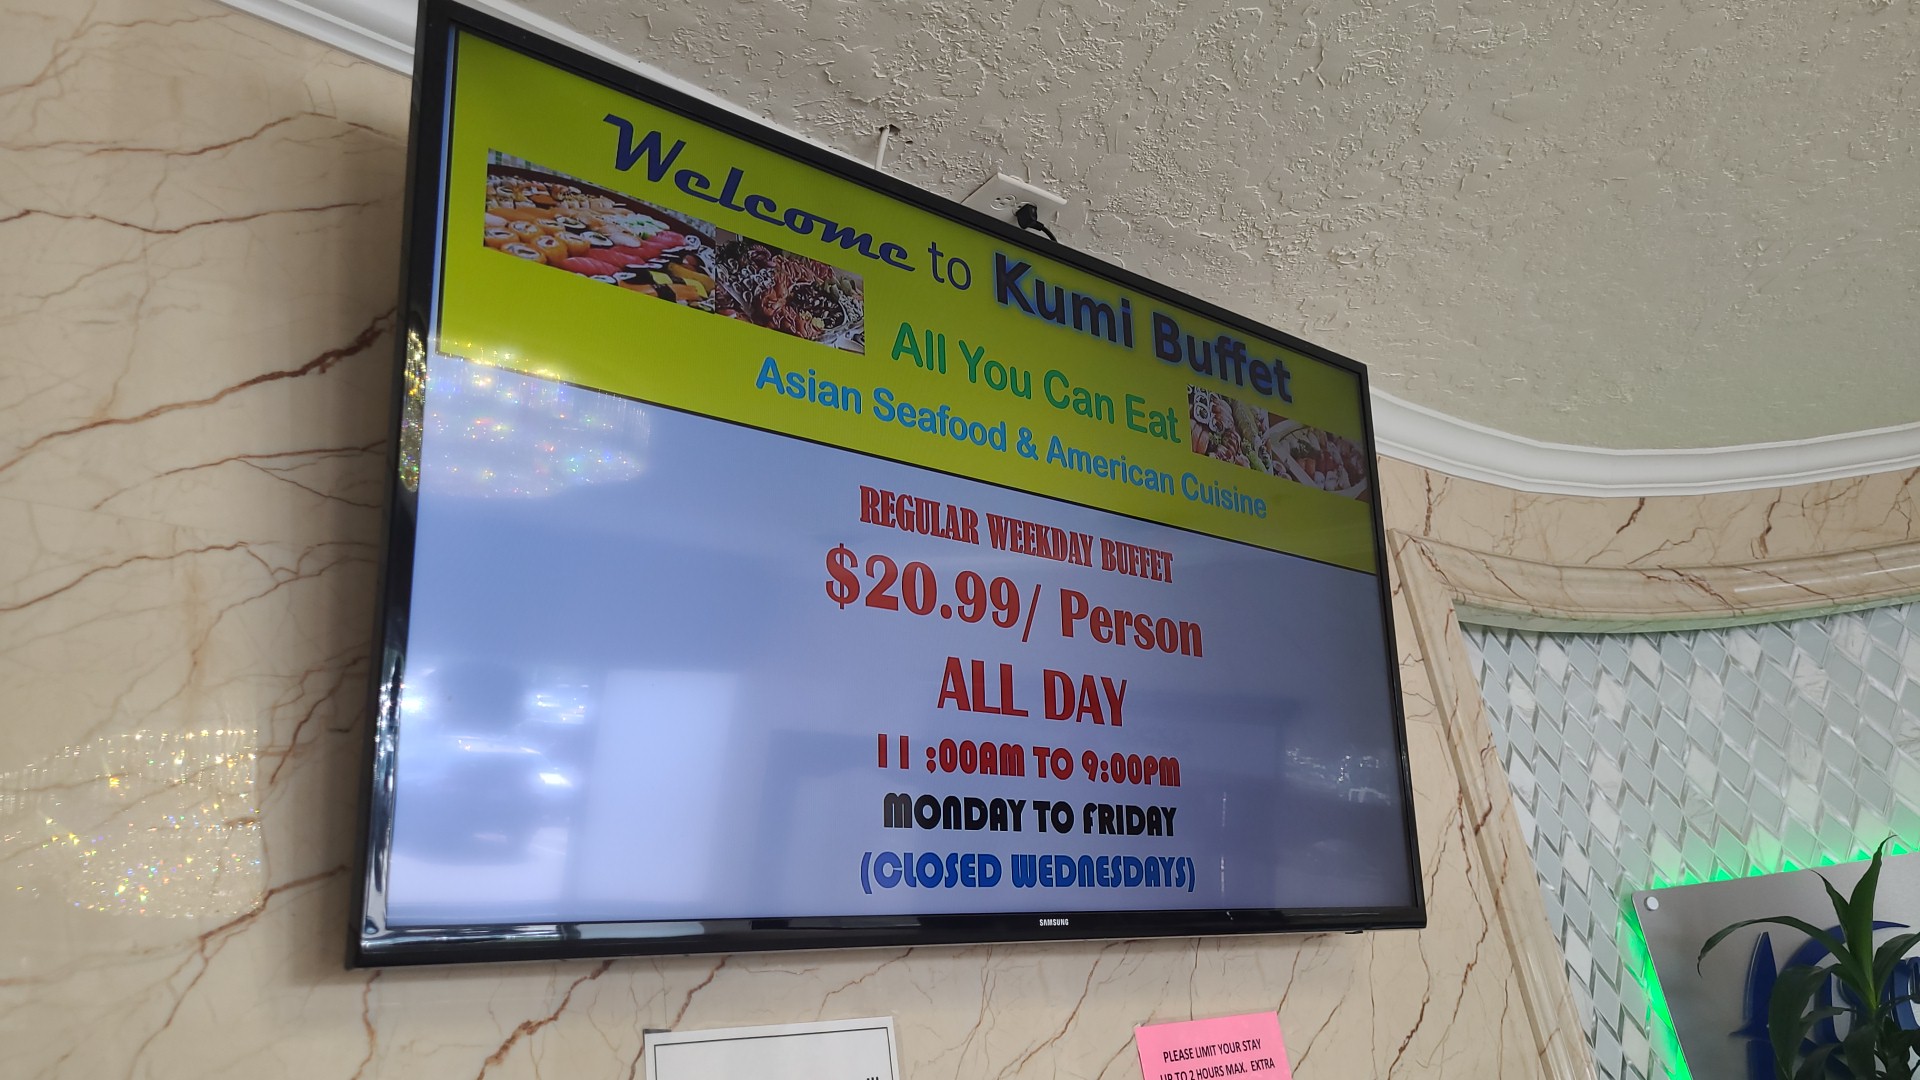 Welcome to Kumi Buffet
All You Can Eat
Asian Seafood & American Cuisine
REGULAR WEEKDAY BUFFET
$20.99/ Person
ALL DAY
11 :00AM TO 9:00PM
MONDAY TO FRIDAY
(CLOSED WEDNESDAYS)
SAMSUNG
PLEASE LIMIT YOUR STAY
UP TO 2 HOURS MAX. EXTRA